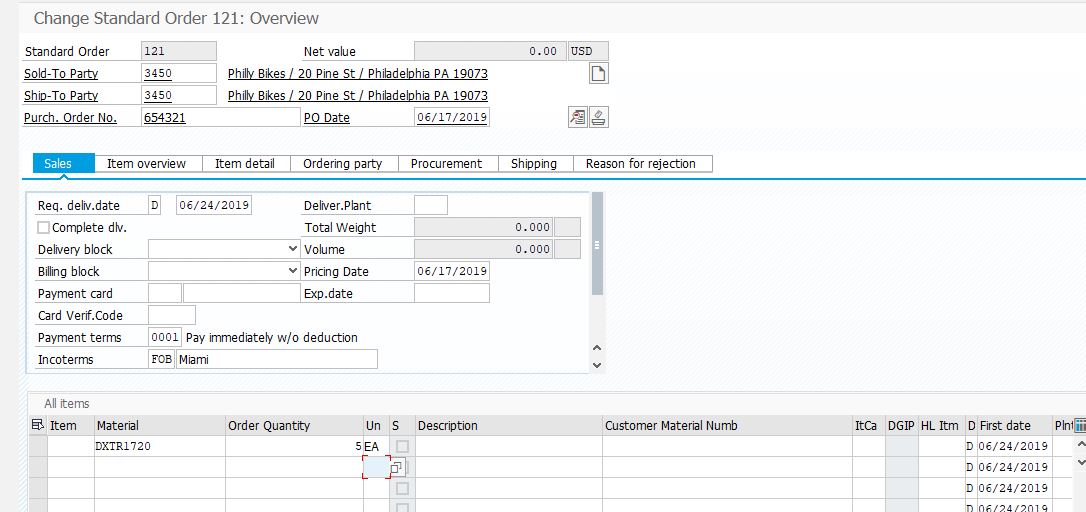 Change Standard Order 121: Overview
Standard Order 121 Net value 0.00 USD
Sold-To Party 3450 Philly Bikes / 20 Pine St / Philadelphia PA 19073
Ship-To Party 3450 Philly Bikes / 20 Pine St / Philadelphia PA 19073
Purch. Order No. 654321 PO Date 06/17/2019
Sales Item overview Item detail Ordering party Procurement Shipping Reason for rejection
Req. deliv.date D 06/24/2019 Deliver.Plant
Complete dlv. Total Weight 0.000
Delivery block Volume 0.000
Billing block Pricing Date 06/17/2019
Payment card Exp.date
Card Verif.Code
Payment terms 0001 Pay immediately w/o deduction
Incoterms FOB Miami
All items
Item Material Order Quantity Un S Description Customer Material Numb ItCa DGIP HL Itm D First date Plnt
DXTR1720 5 EA D 06/24/2019
D 06/24/2019
D 06/24/2019
D 06/24/2019